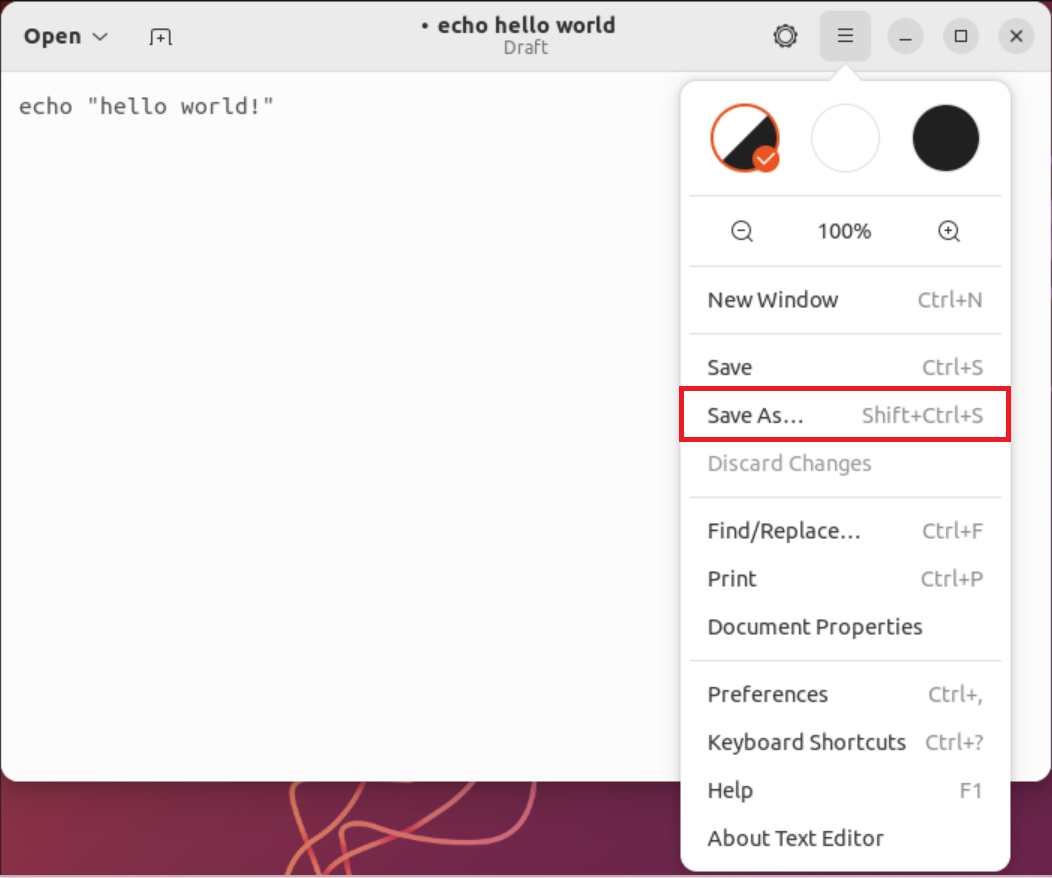 Open
• echo hello world
Draft
echo "hello world!"
100%
New Window Ctrl+N
Save Ctrl+S
Save As... Shift+Ctrl+S
Discard Changes
Find/Replace... Ctrl+F
Print Ctrl+P
Document Properties
Preferences Ctrl+,
Keyboard Shortcuts Ctrl+?
Help F1
About Text Editor